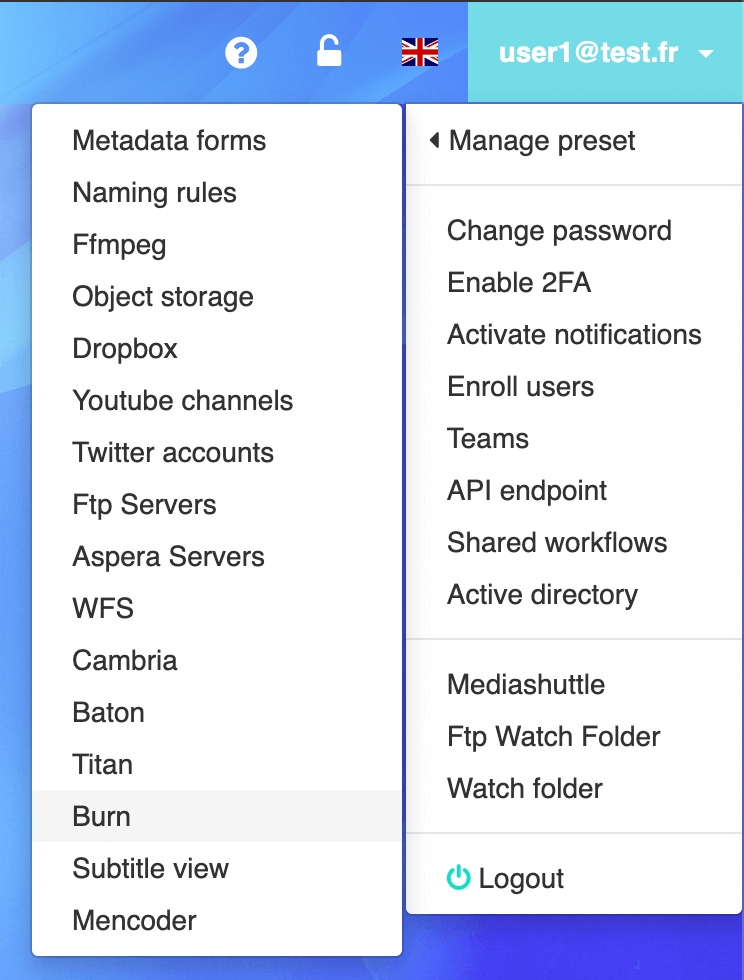 user1@test.fr
Metadata forms
Naming rules
Ffmpeg
Object storage
Dropbox
Youtube channels
Twitter accounts
Ftp Servers
Aspera Servers
WFS
Cambria
Baton
Titan
Burn
Subtitle view
Mencoder
Manage preset
Change password
Enable 2FA
Activate notifications
Enroll users
Teams
API endpoint
Shared workflows
Active directory
Mediashuttle
Ftp Watch Folder
Watch folder
Logout